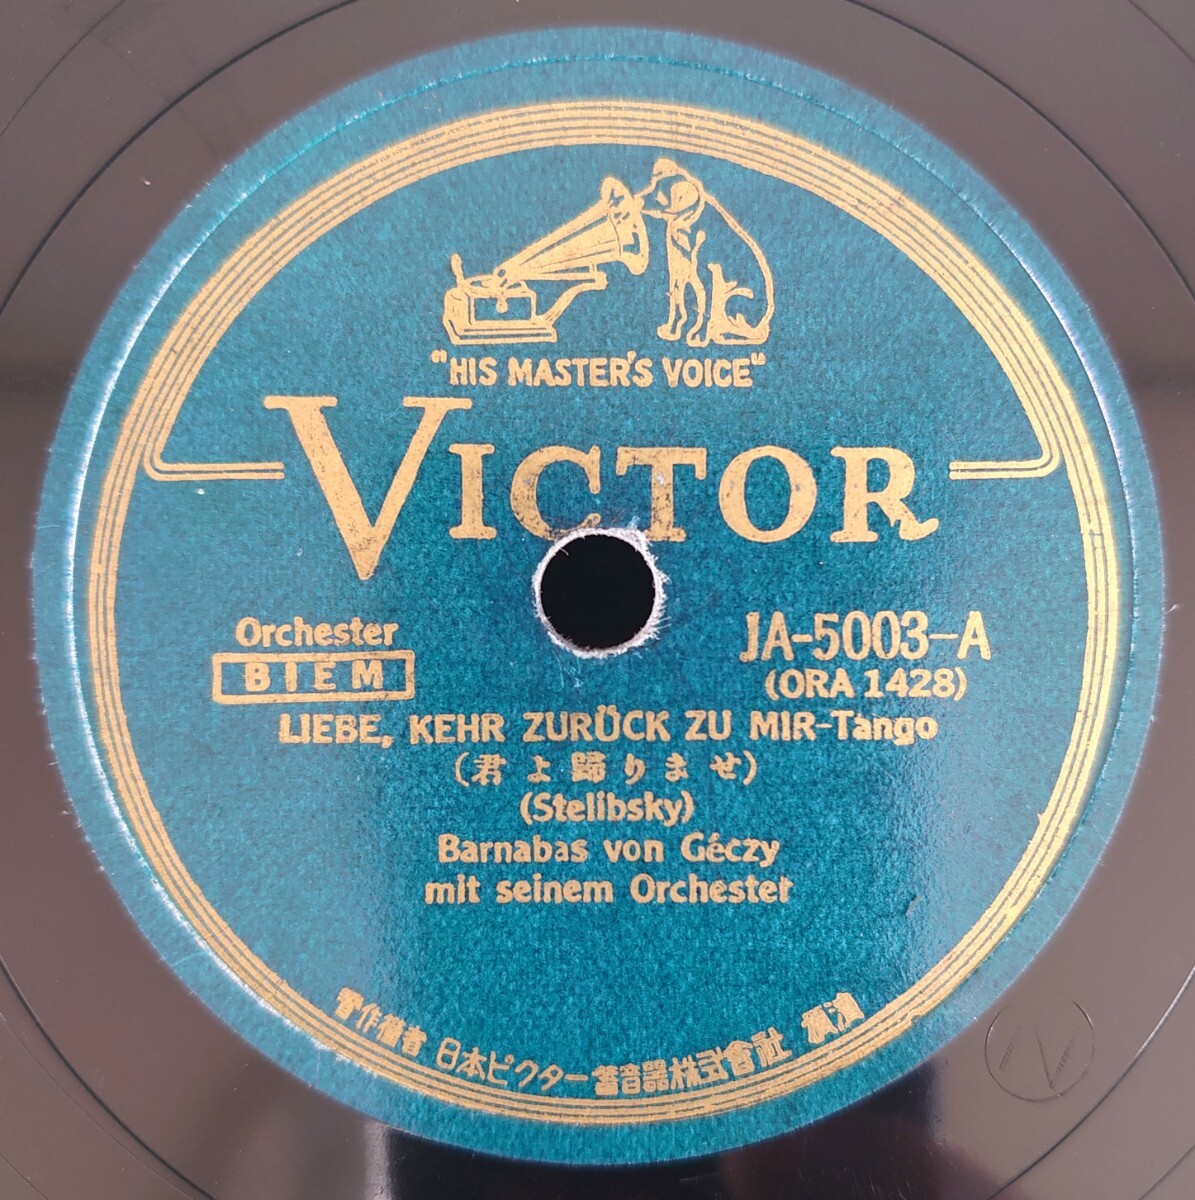 "HIS MASTER'S VOICE"
VICTOR
Orchester
BIEM
JA-5003-A
(ORA 1428)
LIEBE, KEHR ZURÜCK ZU MIR-Tango
(君よ歸りませ)
(Stelibsky)
Barnabas von Géczy
mit seinem Orchester
著作権者 日本ビクター蓄音器株式會社 横濱